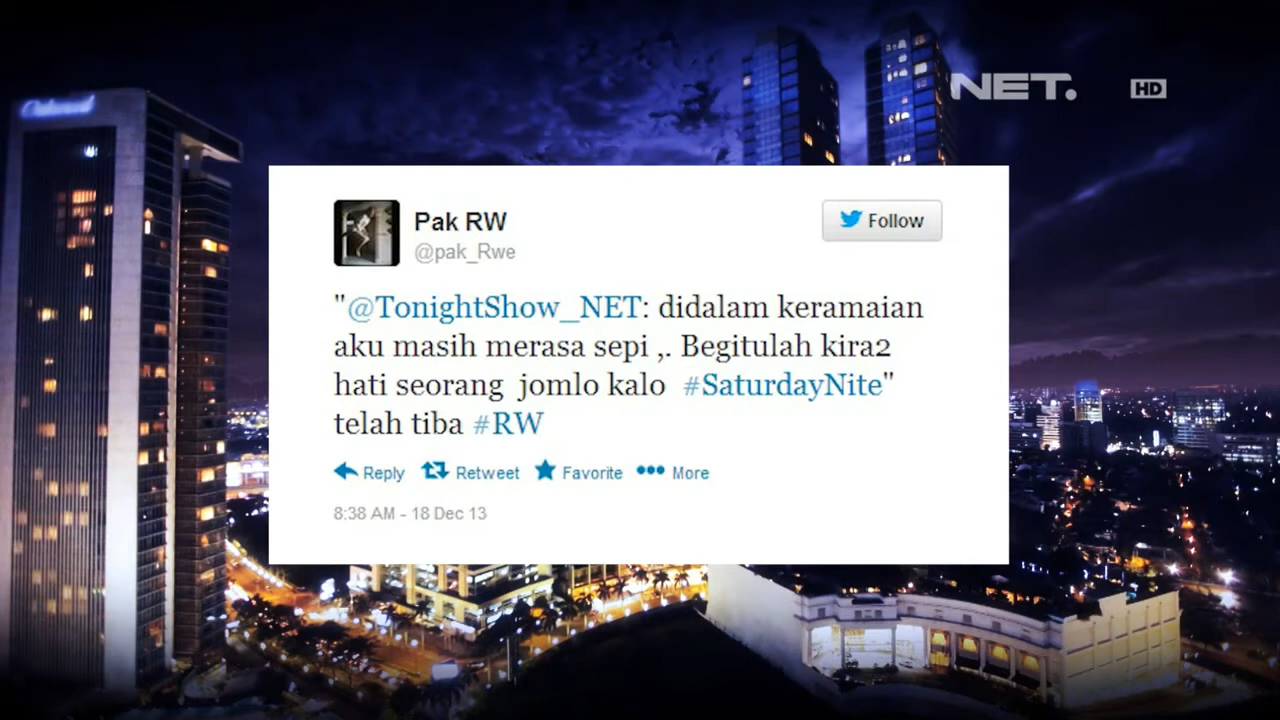 NET.
HD
Pak RW
Follow
@pak_Rwe
"@TonightShow_NET: didalam keramaian
aku masih merasa sepi ,. Begitulah kira2
hati seorang  jomlo kalo  #SaturdayNite"
telah tiba #RW
Reply Retweet Favorite More
8:38 AM - 18 Dec 13